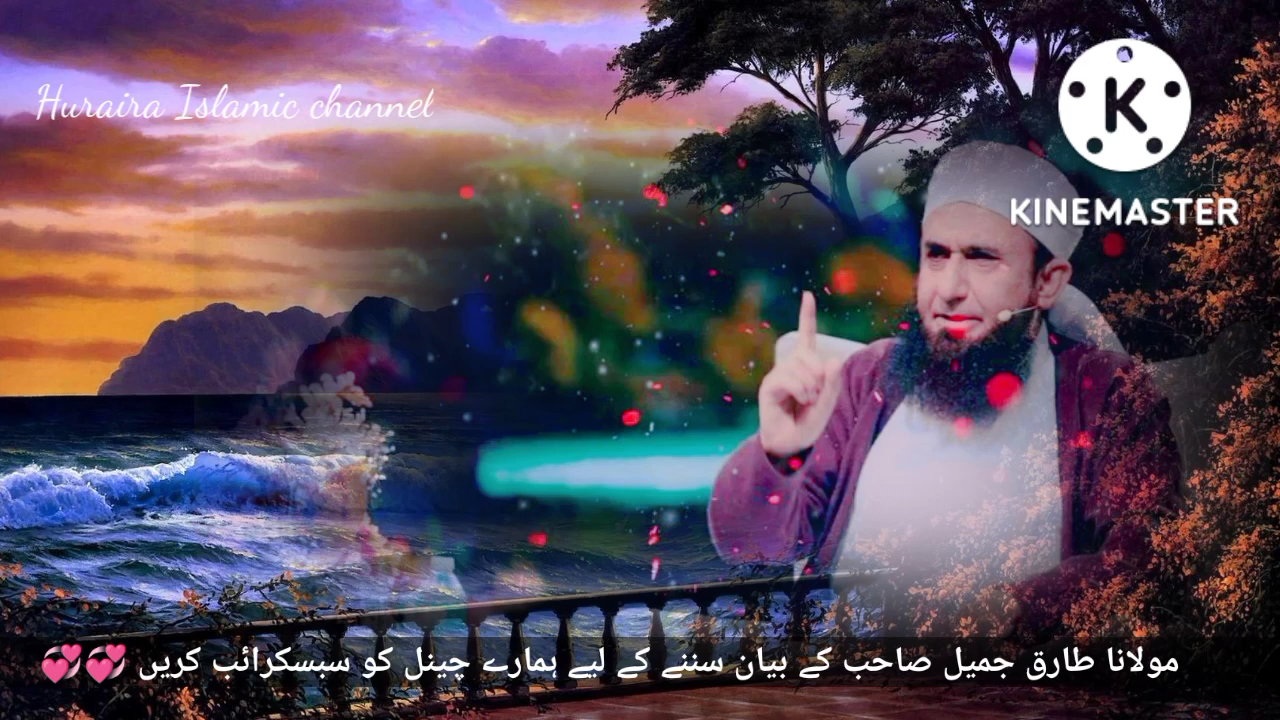 Huraira Islamic channel
K
KINEMASTER
مولانا طارق جمیل صاحب کے بیان سننے کے لیے ہمارے چینل کو سبسکرائب کریں 💞💞